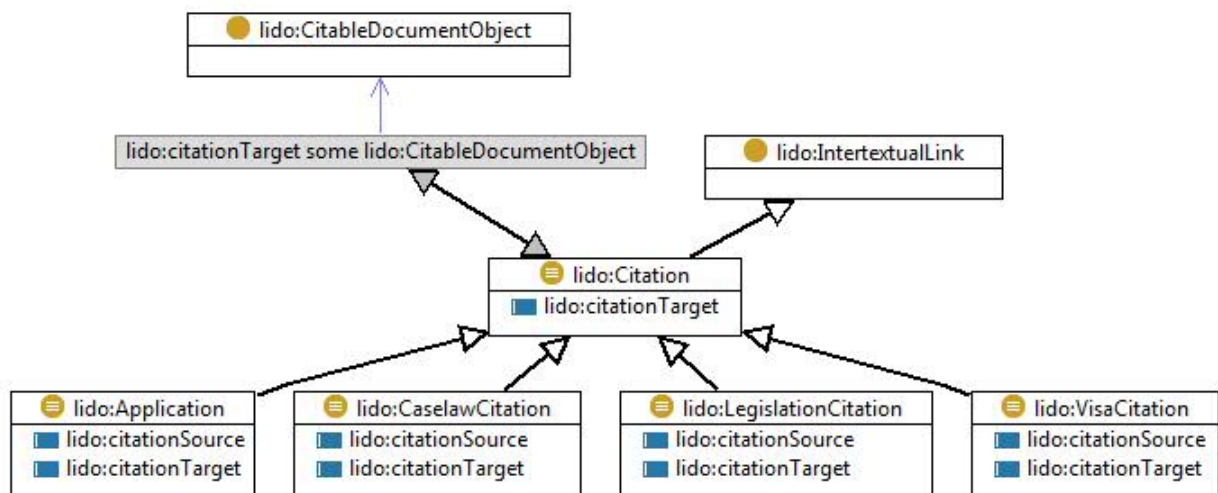 lido:CitableDocumentObject
lido:citationTarget some lido:CitableDocumentObject
lido:IntertextualLink
lido:Citation
lido:citationTarget
lido:Application
lido:citationSource
lido:citationTarget
lido:CaselawCitation
lido:citationSource
lido:citationTarget
lido:LegislationCitation
lido:citationSource
lido:citationTarget
lido:VisaCitation
lido:citationSource
lido:citationTarget